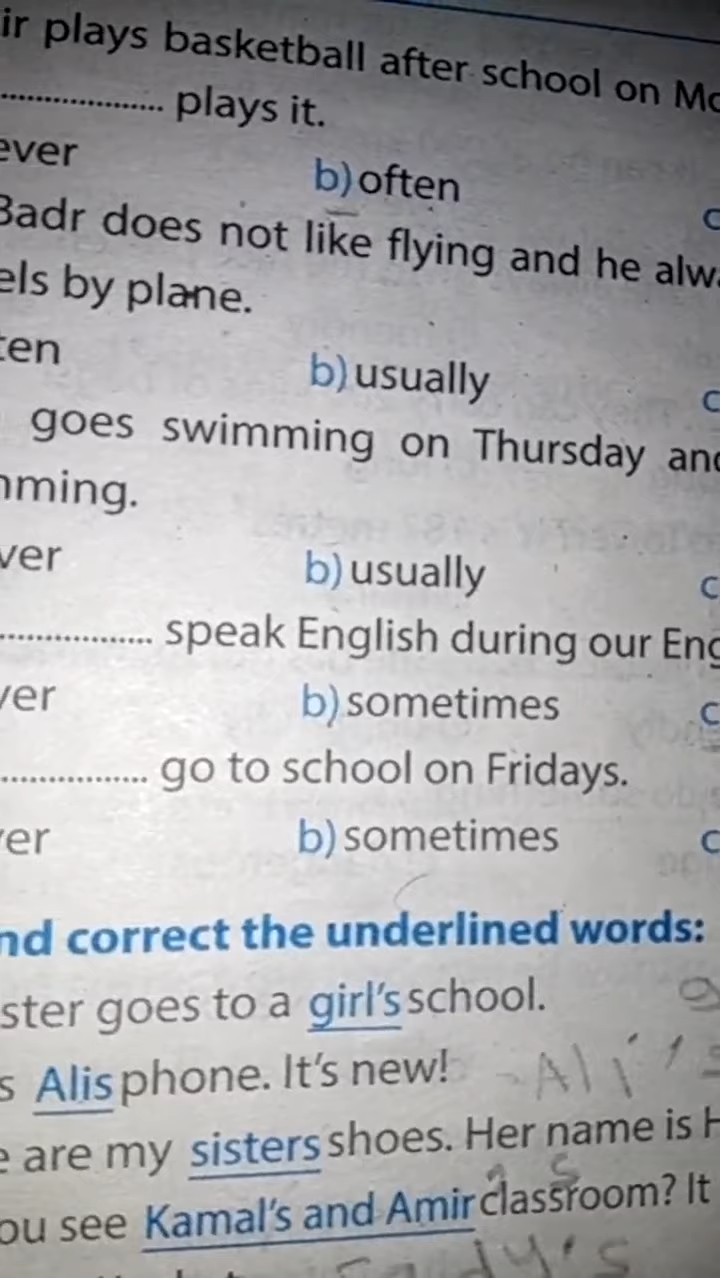 ir plays basketball after school on Mo
.................... plays it.
ever b) often c
Badr does not like flying and he alwa
els by plane.
ten b) usually c
goes swimming on Thursday and
nming.
ver b) usually c
.................. speak English during our Eng
ver b) sometimes c
.................. go to school on Fridays.
er b) sometimes c
nd correct the underlined words:
ster goes to a girl's school. g
s Alis phone. It's new! Ali's
e are my sisters shoes. Her name is H
ou see Kamal's and Amir classroom? It